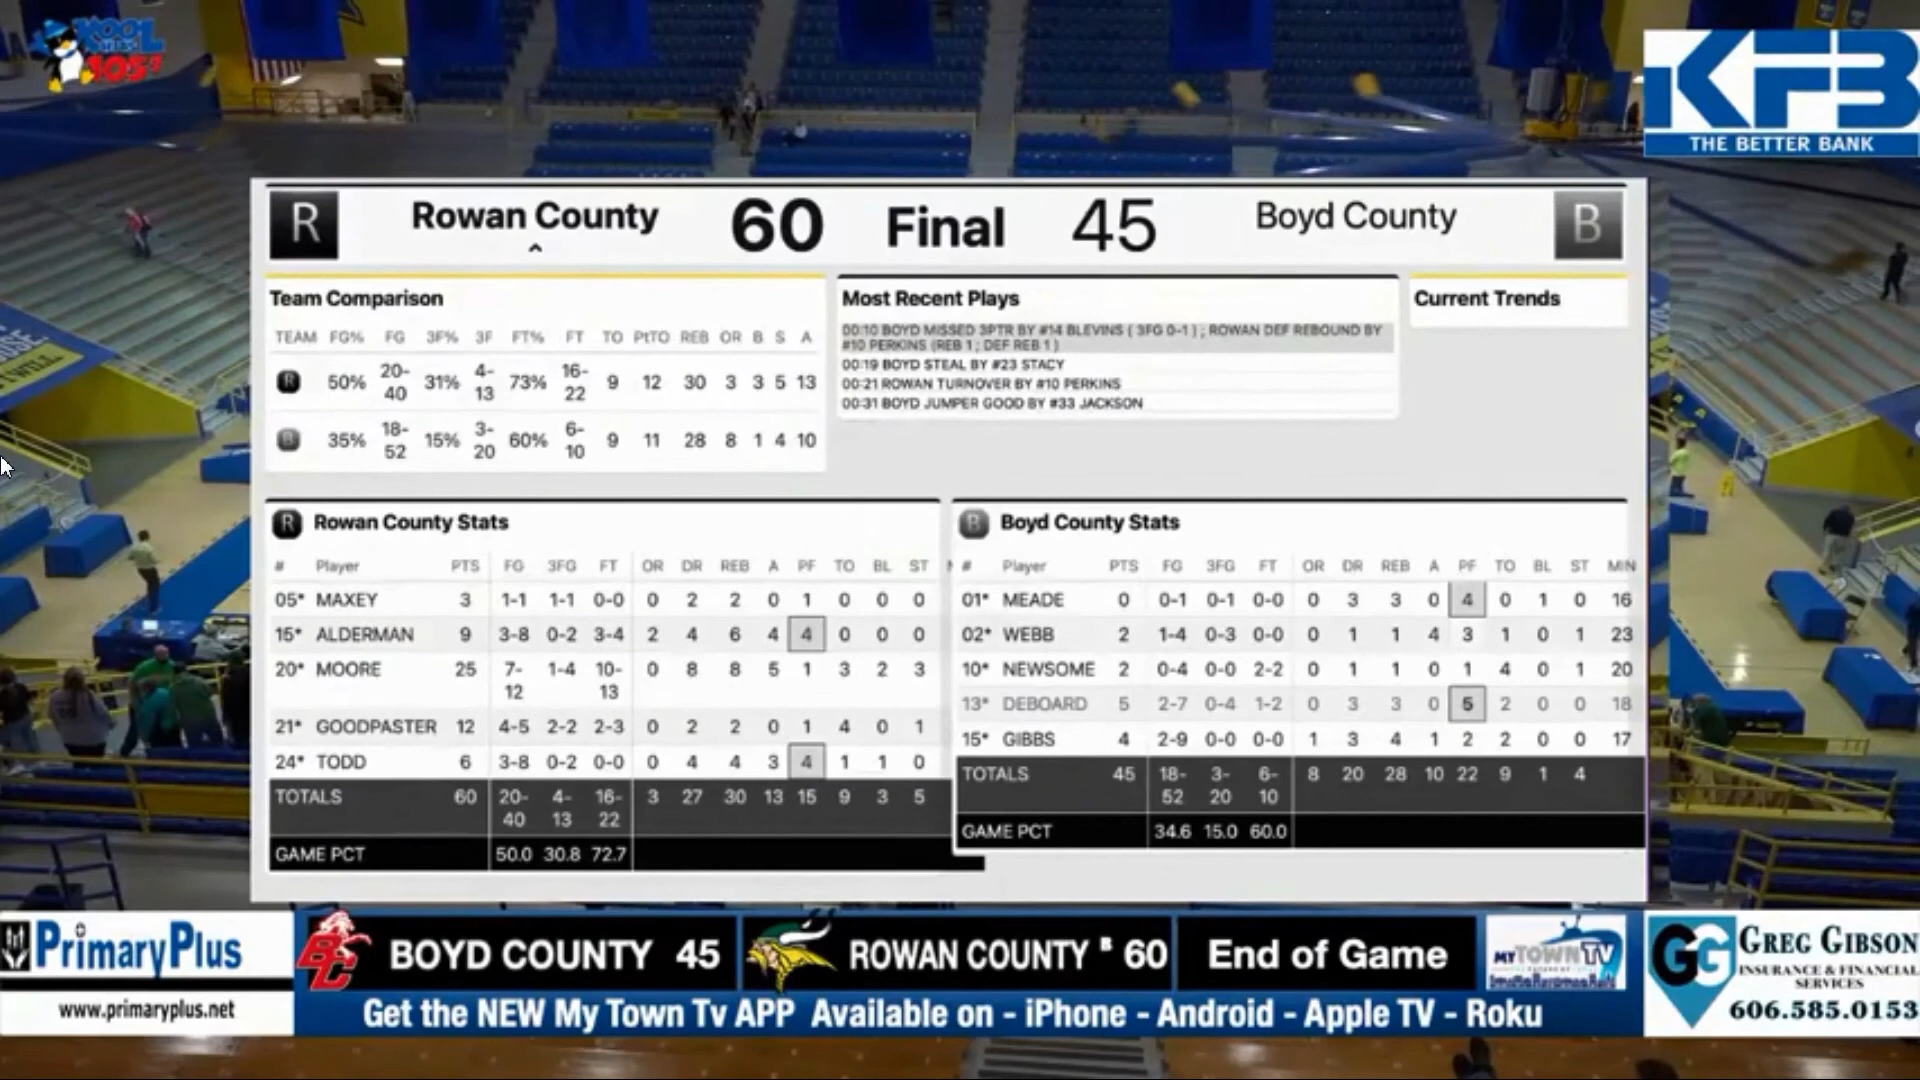 KOOL
105.7
KFB
THE BETTER BANK
R Rowan County 60 Final 45 Boyd County B
Team Comparison
TEAM FG% FG 3F% 3F FT% FT TO PtTO REB OR B S A
R 50% 20-40 31% 4-13 73% 16-22 9 12 30 3 3 5 13
B 35% 18-52 15% 3-20 60% 6-10 9 11 28 8 1 4 10
Most Recent Plays
00:10 BOYD MISSED 3PTR BY #14 BLEVINS ( 3FG 0-1 ) ; ROWAN DEF REBOUND BY
#10 PERKINS (REB 1 ; DEF REB 1 )
00:19 BOYD STEAL BY #23 STACY
00:21 ROWAN TURNOVER BY #10 PERKINS
00:31 BOYD JUMPER GOOD BY #33 JACKSON
Current Trends
R Rowan County Stats
# Player PTS FG 3FG FT OR DR REB A PF TO BL ST
05* MAXEY 3 1-1 1-1 0-0 0 2 2 0 1 0 0 0
15* ALDERMAN 9 3-8 0-2 3-4 2 4 6 4 4 0 0 0
20* MOORE 25 7-12 1-4 10-13 0 8 8 5 1 3 2 3
21* GOODPASTER 12 4-5 2-2 2-3 0 2 2 0 1 4 0 1
24* TODD 6 3-8 0-2 0-0 0 4 4 3 4 1 1 0
TOTALS 60 20-40 4-13 16-22 3 27 30 13 15 9 3 5
GAME PCT 50.0 30.8 72.7
B Boyd County Stats
# Player PTS FG 3FG FT OR DR REB A PF TO BL ST MIN
01* MEADE 0 0-1 0-1 0-0 0 3 3 0 4 0 1 0 16
02* WEBB 2 1-4 0-3 0-0 0 1 1 4 3 1 0 1 23
10* NEWSOME 2 0-4 0-0 2-2 0 1 1 0 1 4 0 1 20
13* DEBOARD 5 2-7 0-4 1-2 0 3 3 0 5 2 0 0 18
15* GIBBS 4 2-9 0-0 0-0 1 3 4 1 2 2 0 0 17
TOTALS 45 18-52 3-20 6-10 8 20 28 10 22 9 1 4
GAME PCT 34.6 15.0 60.0
PrimaryPlus
www.primaryplus.net
BC BOYD COUNTY 45
ROWAN COUNTY B 60
End of Game
MY TOWN TV
Get the NEW My Town Tv APP Available on - iPhone - Android - Apple TV - Roku
GG GREG GIBSON
INSURANCE & FINANCIAL
SERVICES
606.585.0153